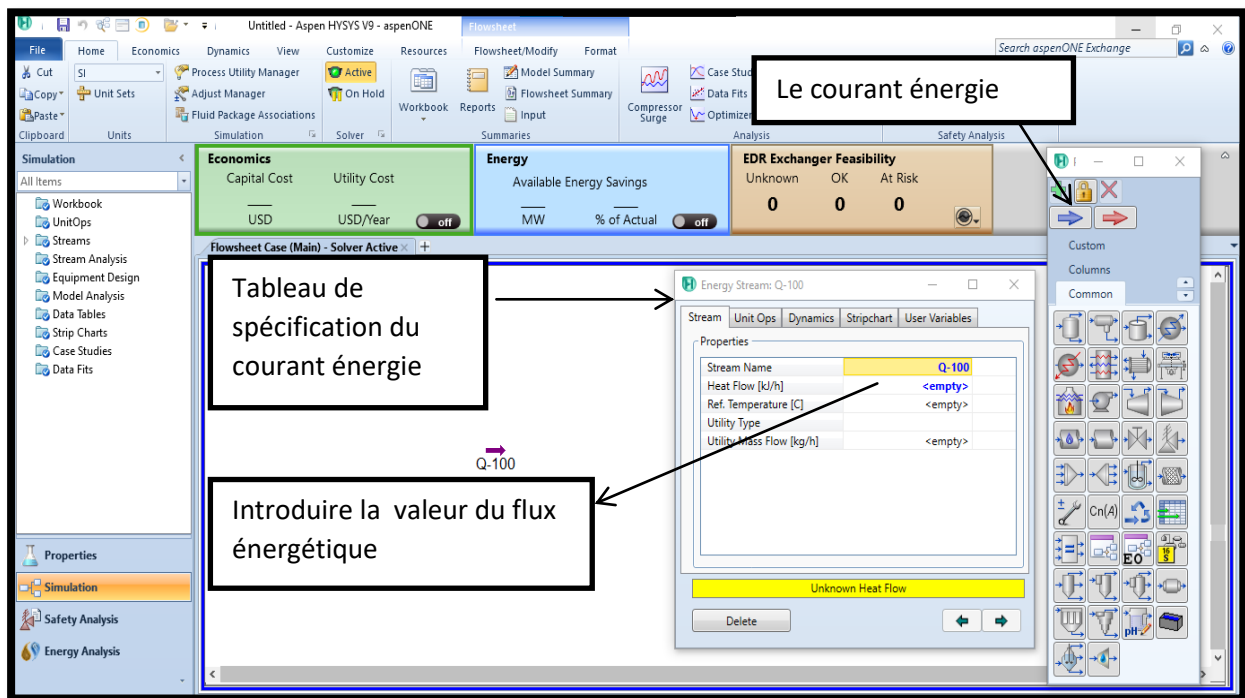 Untitled - Aspen HYSYS V9 - aspenONE
Flowsheet
File Home Economics Dynamics View Customize Resources Flowsheet/Modify Format
Search aspenONE Exchange
Cut
Copy
Paste
Clipboard
SI
Unit Sets
Units
Process Utility Manager
Adjust Manager
Fluid Package Associations
Simulation
Active
On Hold
Solver
Workbook
Reports
Model Summary
Flowsheet Summary
Input
Summaries
Compressor
Surge
Case Stud
Data Fits
Optimizer
Analysis
Safety Analysis
Le courant énergie
Simulation
All Items
Workbook
UnitOps
Streams
Stream Analysis
Equipment Design
Model Analysis
Data Tables
Strip Charts
Case Studies
Data Fits
Properties
Simulation
Safety Analysis
Energy Analysis
Economics
Capital Cost Utility Cost
USD USD/Year off
Energy
Available Energy Savings
MW % of Actual off
EDR Exchanger Feasibility
Unknown OK At Risk
0 0 0
Flowsheet Case (Main) - Solver Active
Tableau de
spécification du
courant énergie
Q-100
Introduire la valeur du flux
énergétique
Energy Stream: Q-100
Stream Unit Ops Dynamics Stripchart User Variables
Properties
Stream Name Q-100
Heat Flow [kJ/h] <empty>
Ref. Temperature [C] <empty>
Utility Type
Utility Mass Flow [kg/h] <empty>
Unknown Heat Flow
Delete
Custom
Columns
Common
Cn(A)
EO
16
S
pH